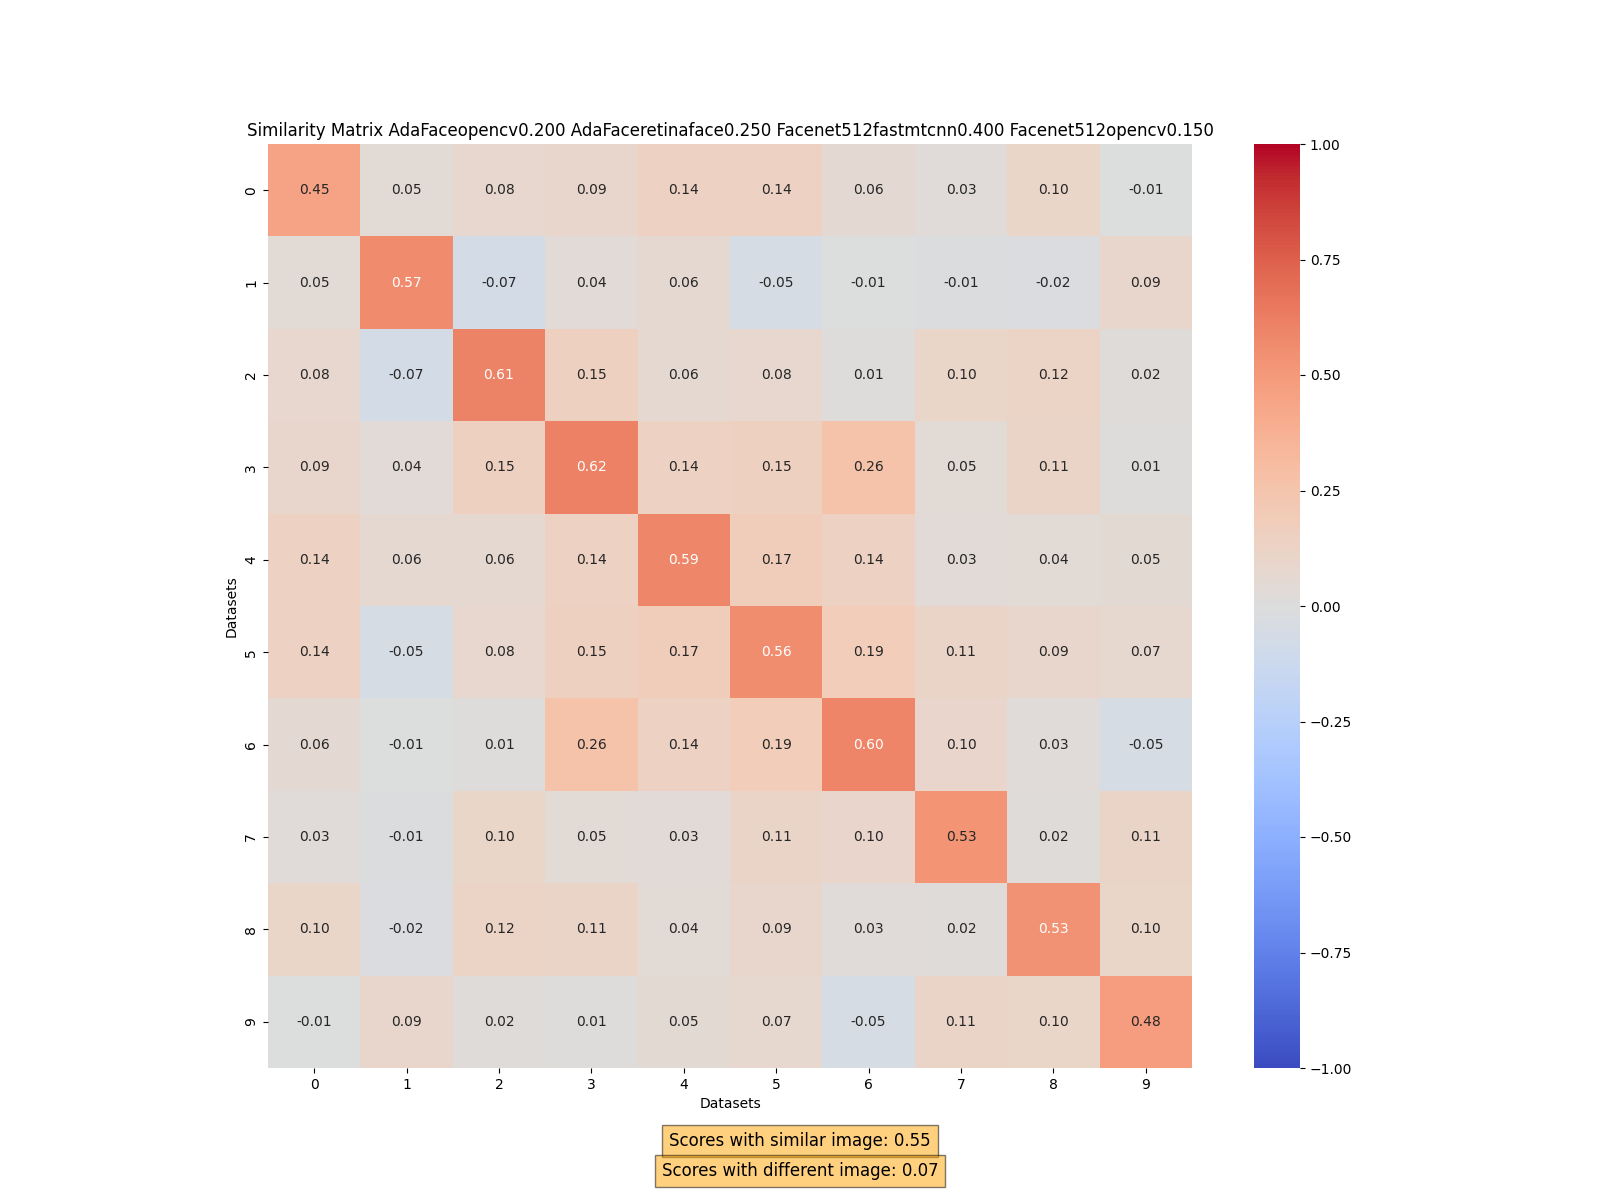 Similarity Matrix AdaFaceopencv0.200 AdaFaceretinaface0.250 Facenet512fastmtcnn0.400 Facenet512opencv0.150
0 0.45 0.05 0.08 0.09 0.14 0.14 0.06 0.03 0.10 -0.01
1 0.05 0.57 -0.07 0.04 0.06 -0.05 -0.01 -0.01 -0.02 0.09
2 0.08 -0.07 0.61 0.15 0.06 0.08 0.01 0.10 0.12 0.02
3 0.09 0.04 0.15 0.62 0.14 0.15 0.26 0.05 0.11 0.01
4 0.14 0.06 0.06 0.14 0.59 0.17 0.14 0.03 0.04 0.05
5 0.14 -0.05 0.08 0.15 0.17 0.56 0.19 0.11 0.09 0.07
6 0.06 -0.01 0.01 0.26 0.14 0.19 0.60 0.10 0.03 -0.05
7 0.03 -0.01 0.10 0.05 0.03 0.11 0.10 0.53 0.02 0.11
8 0.10 -0.02 0.12 0.11 0.04 0.09 0.03 0.02 0.53 0.10
9 -0.01 0.09 0.02 0.01 0.05 0.07 -0.05 0.11 0.10 0.48
0 1 2 3 4 5 6 7 8 9
Datasets
Datasets
1.00
0.75
0.50
0.25
0.00
−0.25
−0.50
−0.75
−1.00
Scores with similar image: 0.55
Scores with different image: 0.07